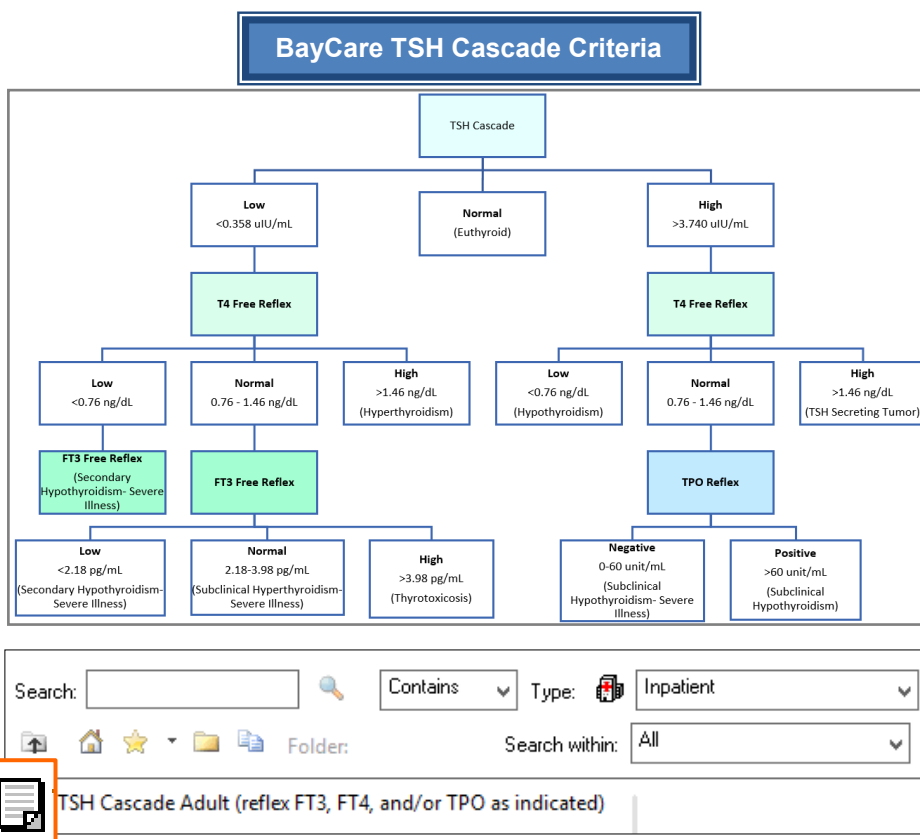 BayCare TSH Cascade Criteria
TSH Cascade
Low
<0.358 uIU/mL
Normal
(Euthyroid)
High
>3.740 uIU/mL
T4 Free Reflex
T4 Free Reflex
Low
<0.76 ng/dL
Normal
0.76 - 1.46 ng/dL
High
>1.46 ng/dL
(Hyperthyroidism)
Low
<0.76 ng/dL
(Hypothyroidism)
Normal
0.76 - 1.46 ng/dL
High
>1.46 ng/dL
(TSH Secreting Tumor)
FT3 Free Reflex
(Secondary
Hypothyroidism- Severe
Illness)
FT3 Free Reflex
TPO Reflex
Low
<2.18 pg/mL
(Secondary Hypothyroidism-
Severe Illness)
Normal
2.18-3.98 pg/mL
(Subclinical Hyperthyroidism-
Severe Illness)
High
>3.98 pg/mL
(Thyrotoxicosis)
Negative
0-60 unit/mL
(Subclinical
Hypothyroidism- Severe
Illness)
Positive
>60 unit/mL
(Subclinical
Hypothyroidism)
Search:
Contains
Type:
Inpatient
Folder:
Search within:
All
TSH Cascade Adult (reflex FT3, FT4, and/or TPO as indicated)